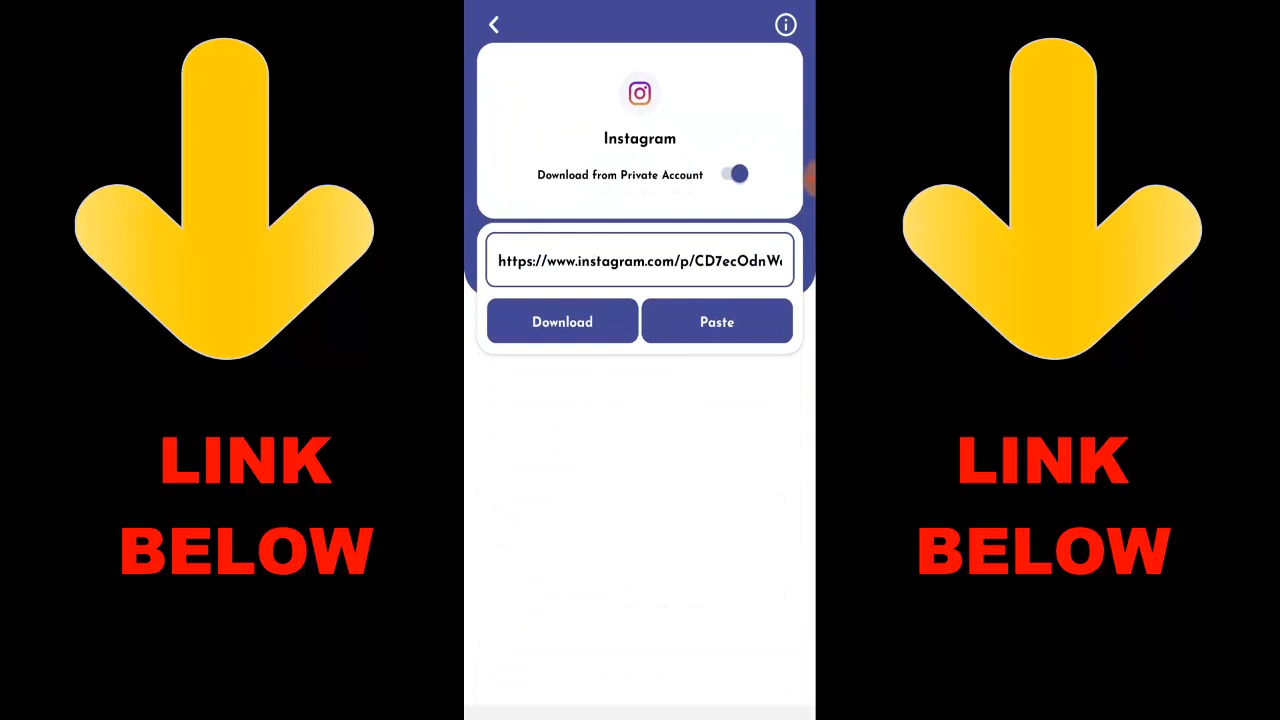 Instagram
Download from Private Account
https://www.instagram.com/p/CD7ecOdnW
Download
Paste
LINK
BELOW
LINK
BELOW